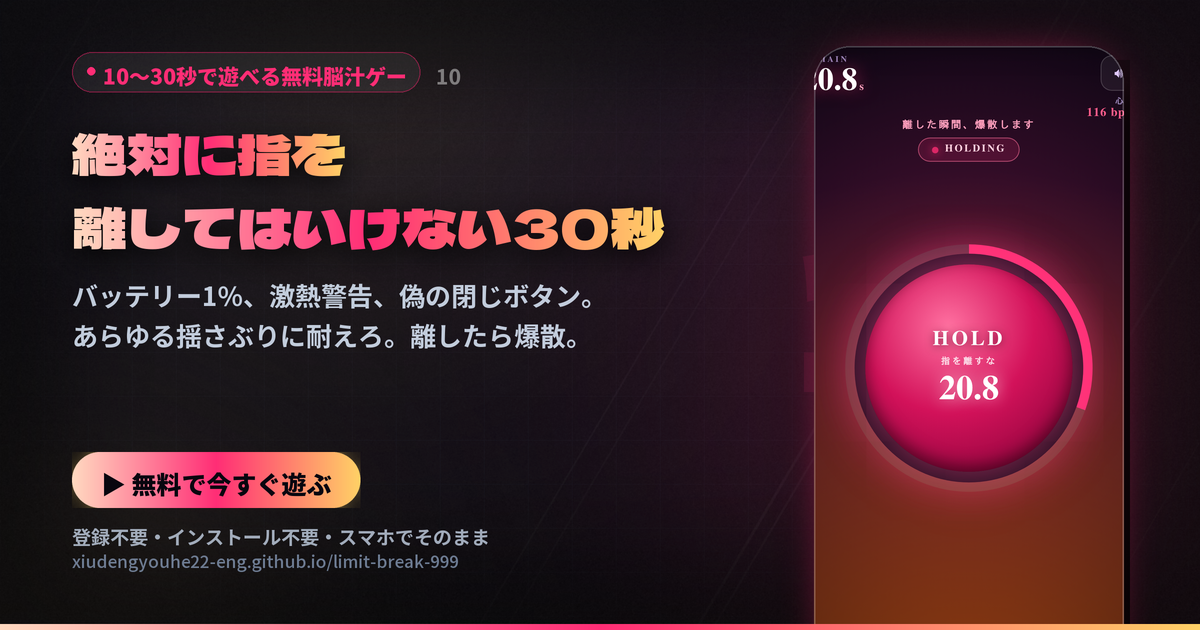 10〜30秒で遊べる無料脳汁ゲー
10
絶対に指を
離してはいけない30秒
バッテリー1%、激熱警告、偽の閉じボタン。
あらゆる揺さぶりに耐えろ。離したら爆散。
▶ 無料で今すぐ遊ぶ
登録不要・インストール不要・スマホでそのまま
xiudengyouhe22-eng.github.io/limit-break-999
20.8s
116 bp
離した瞬間、爆散します
HOLDING
HOLD
指を離すな
20.8